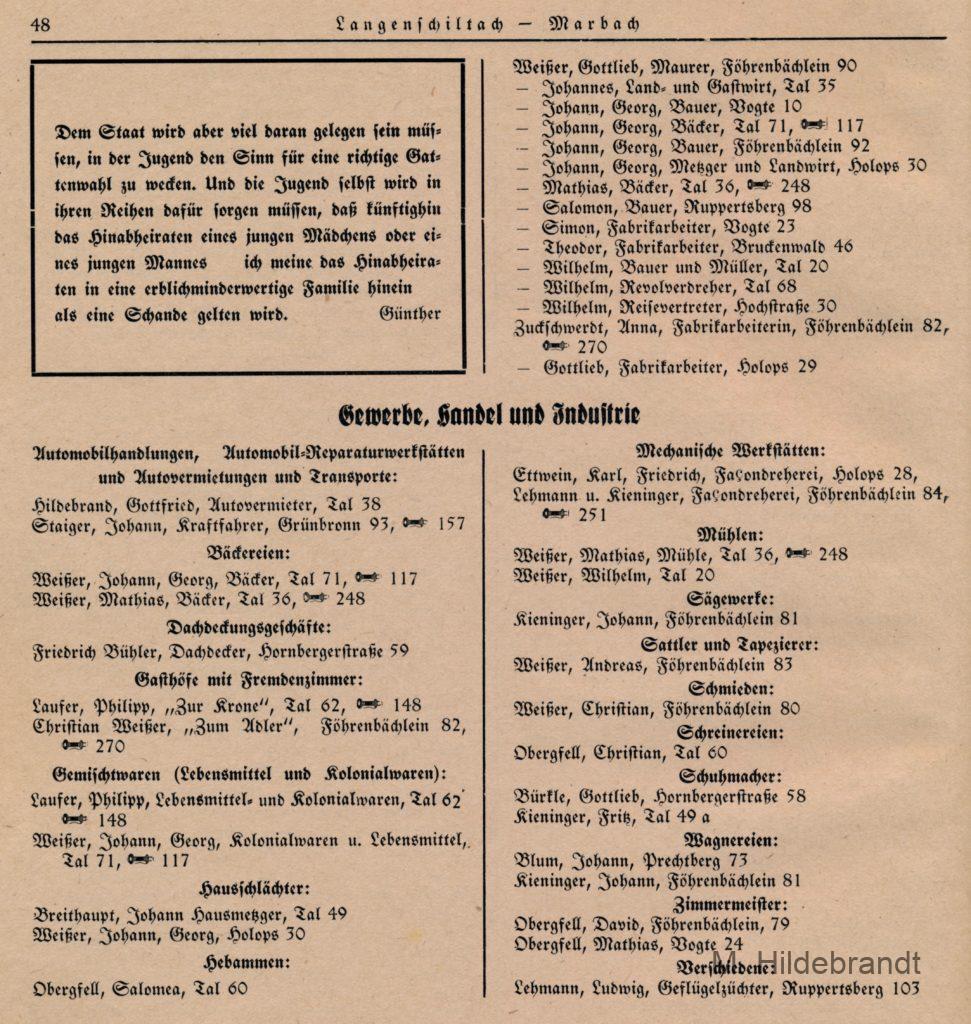 48
Langenschiltach — Marbach
Dem Staat wird aber viel daran gelegen sein müs-
sen, in der Jugend den Sinn für eine richtige Gat-
tenwahl zu wecken. Und die Jugend selbst wird in
ihren Reihen dafür sorgen müssen, daß künftighin
das Hinabheiraten eines jungen Mädchens oder ei-
nes jungen Mannes ich meine das Hinabheira-
ten in eine erblichminderwertige Familie hinein
als eine Schande gelten wird. Günther
Weißer, Gottlieb, Maurer, Föhrenbächlein 90
— Johannes, Land- und Gastwirt, Tal 35
— Johann, Georg, Bauer, Vogte 10
— Johann, Georg, Bäcker, Tal 71, 117
— Johann, Georg, Bauer, Föhrenbächlein 92
— Johann, Georg, Metzger und Landwirt, Holops 30
— Mathias, Bäcker, Tal 36, 248
— Salomon, Bauer, Ruppertsberg 98
— Simon, Fabrikarbeiter, Vogte 23
— Theodor, Fabrikarbeiter, Bruckenwald 46
— Wilhelm, Bauer und Müller, Tal 20
— Wilhelm, Revolverdreher, Tal 68
— Wilhelm, Reisevertreter, Hochstraße 30
Zuckschwerdt, Anna, Fabrikarbeiterin, Föhrenbächlein 82,
270
— Gottlieb, Fabrikarbeiter, Holops 29
Gewerbe, Handel und Industrie
Automobilhandlungen, Automobil-Reparaturwerkstätten
und Autovermietungen und Transporte:
Hildebrand, Gottfried, Autovermieter, Tal 38
Staiger, Johann, Kraftfahrer, Grünbronn 93, 157
Bäckereien:
Weißer, Johann, Georg, Bäcker, Tal 71, 117
Weißer, Mathias, Bäcker, Tal 36, 248
Dachdeckungsgeschäfte:
Friedrich Bühler, Dachdecker, Hornbergerstraße 59
Gasthöfe mit Fremdenzimmer:
Laufer, Philipp, „Zur Krone“, Tal 62, 148
Christian Weißer, „Zum Adler“, Föhrenbächlein 82,
270
Gemischtwaren (Lebensmittel und Kolonialwaren):
Laufer, Philipp, Lebensmittel- und Kolonialwaren, Tal 62
148
Weißer, Johann, Georg, Kolonialwaren u. Lebensmittel,
Tal 71, 117
Hausschlächter:
Breithaupt, Johann Hausmetzger, Tal 49
Weißer, Johann, Georg, Holops 30
Hebammen:
Obergfell, Salomea, Tal 60
Mechanische Werkstätten:
Ettwein, Karl, Friedrich, Façondreherei, Holops 28,
Lehmann u. Kieninger, Façondreherei, Föhrenbächlein 84,
251
Mühlen:
Weißer, Mathias, Mühle, Tal 36, 248
Weißer, Wilhelm, Tal 20
Sägewerke:
Kieninger, Johann, Föhrenbächlein 81
Sattler und Tapezierer:
Weißer, Andreas, Föhrenbächlein 83
Schmieden:
Weißer, Christian, Föhrenbächlein 80
Schreinereien:
Obergfell, Christian, Tal 60
Schuhmacher:
Bürkle, Gottlieb, Hornbergerstraße 58
Kieninger, Fritz, Tal 49 a
Wagnereien:
Blum, Johann, Prechtberg 73
Kieninger, Johann, Föhrenbächlein 81
Zimmermeister:
Obergfell, David, Föhrenbächlein, 79
Obergfell, Mathias, Vogte 24
M. Hildebrandt
Verschiedene:
Lehmann, Ludwig, Geflügelzüchter, Ruppertsberg 103